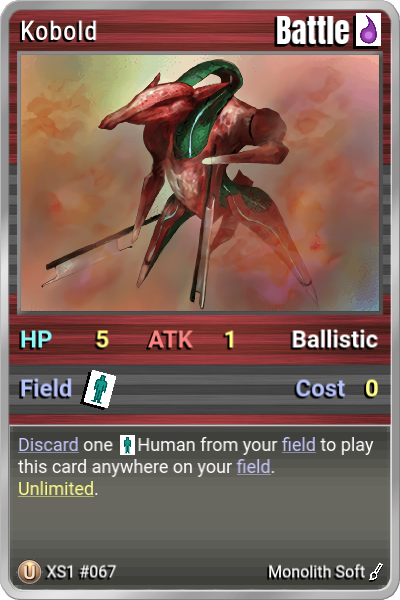 Kobold Battle
HP 5 ATK 1 Ballistic
Field Cost 0
Discard one Human from your field to play
this card anywhere on your field.
Unlimited.
U XS1 #067 Monolith Soft